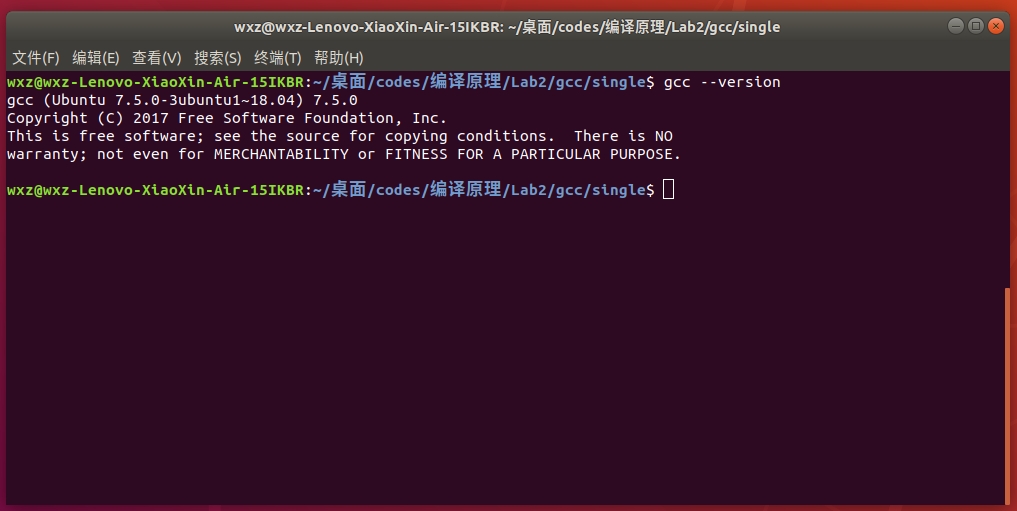 wxz@wxz-Lenovo-XiaoXin-Air-15IKBR: ~/桌面/codes/编译原理/Lab2/gcc/single
文件(F) 编辑(E) 查看(V) 搜索(S) 终端(T) 帮助(H)
wxz@wxz-Lenovo-XiaoXin-Air-15IKBR:~/桌面/codes/编译原理/Lab2/gcc/single$ gcc --version
gcc (Ubuntu 7.5.0-3ubuntu1~18.04) 7.5.0
Copyright (C) 2017 Free Software Foundation, Inc.
This is free software; see the source for copying conditions.  There is NO
warranty; not even for MERCHANTABILITY or FITNESS FOR A PARTICULAR PURPOSE.
wxz@wxz-Lenovo-XiaoXin-Air-15IKBR:~/桌面/codes/编译原理/Lab2/gcc/single$